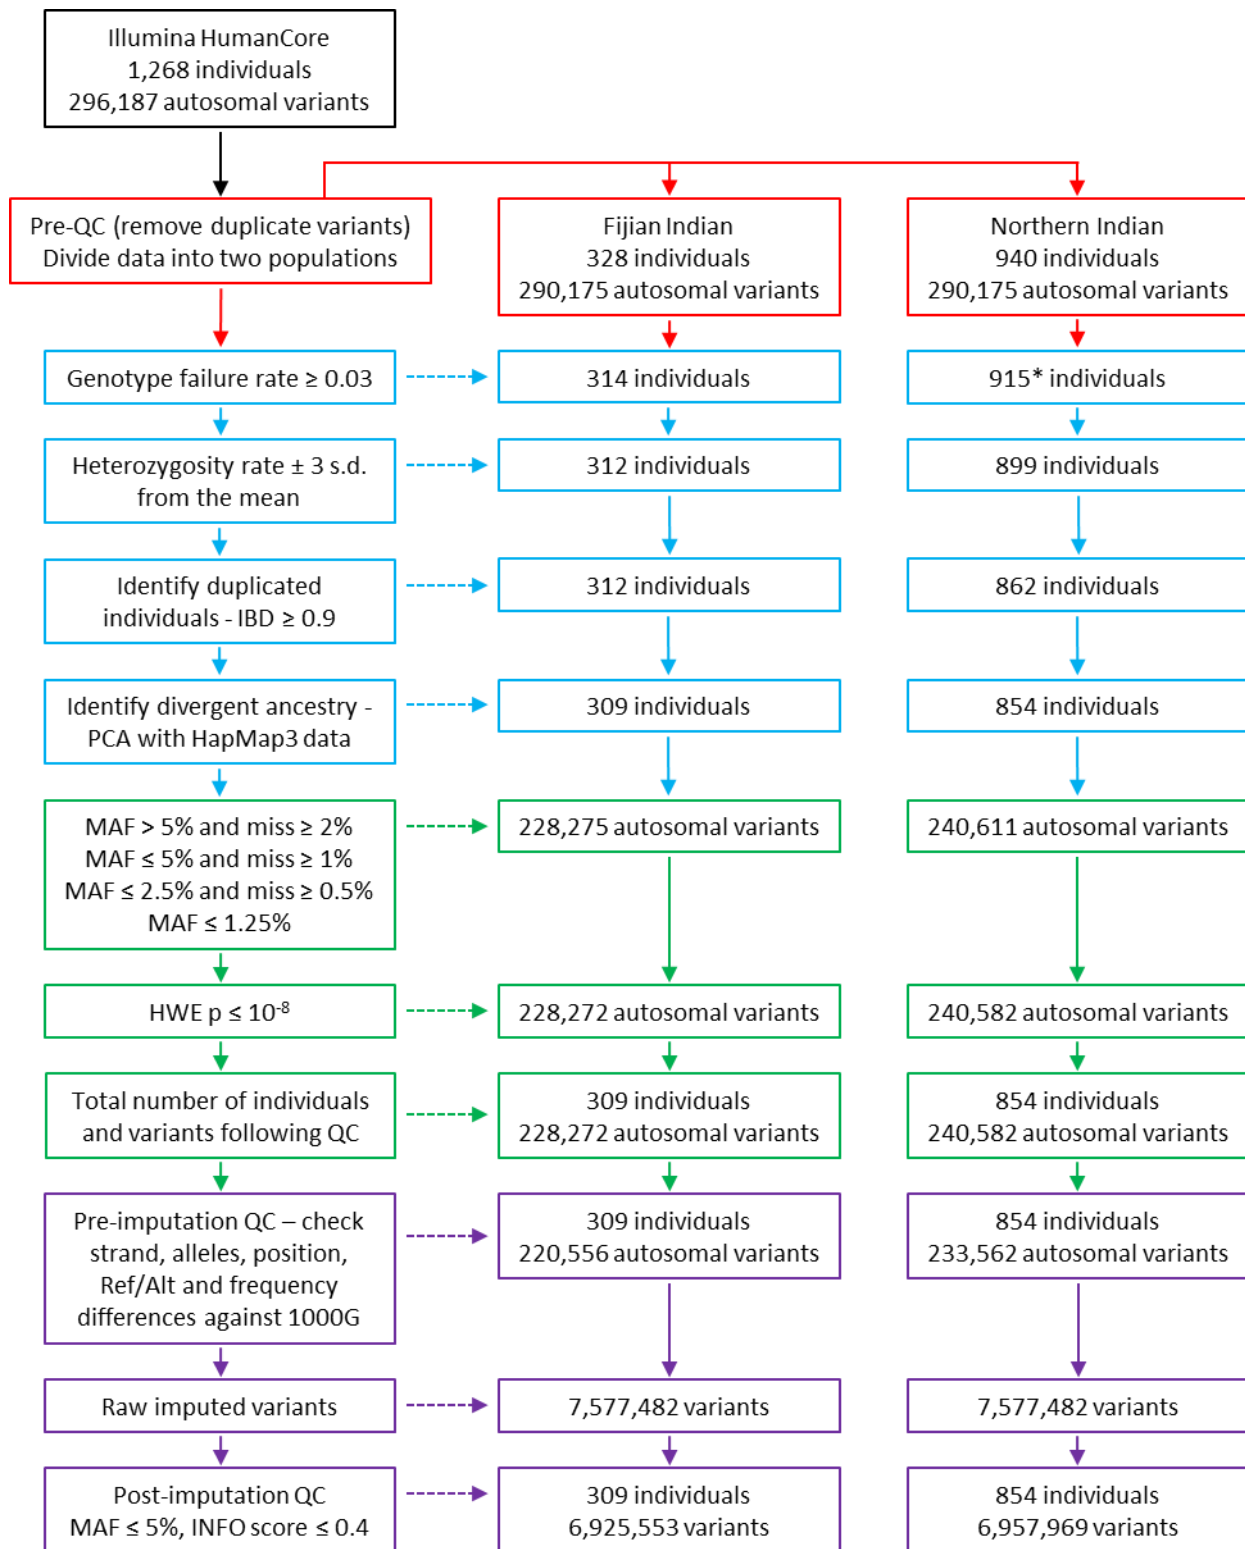 Illumina HumanCore
1,268 individuals
296,187 autosomal variants
Pre-QC (remove duplicate variants)
Divide data into two populations
Fijian Indian
328 individuals
290,175 autosomal variants
Northern Indian
940 individuals
290,175 autosomal variants
Genotype failure rate ≥ 0.03
314 individuals
915* individuals
Heterozygosity rate ± 3 s.d.
from the mean
312 individuals
899 individuals
Identify duplicated
individuals - IBD ≥ 0.9
312 individuals
862 individuals
Identify divergent ancestry -
PCA with HapMap3 data
309 individuals
854 individuals
MAF > 5% and miss ≥ 2%
MAF ≤ 5% and miss ≥ 1%
MAF ≤ 2.5% and miss ≥ 0.5%
MAF ≤ 1.25%
228,275 autosomal variants
240,611 autosomal variants
HWE p ≤ 10⁻⁸
228,272 autosomal variants
240,582 autosomal variants
Total number of individuals
and variants following QC
309 individuals
228,272 autosomal variants
854 individuals
240,582 autosomal variants
Pre-imputation QC – check
strand, alleles, position,
Ref/Alt and frequency
differences against 1000G
309 individuals
220,556 autosomal variants
854 individuals
233,562 autosomal variants
Raw imputed variants
7,577,482 variants
7,577,482 variants
Post-imputation QC
MAF ≤ 5%, INFO score ≤ 0.4
309 individuals
6,925,553 variants
854 individuals
6,957,969 variants